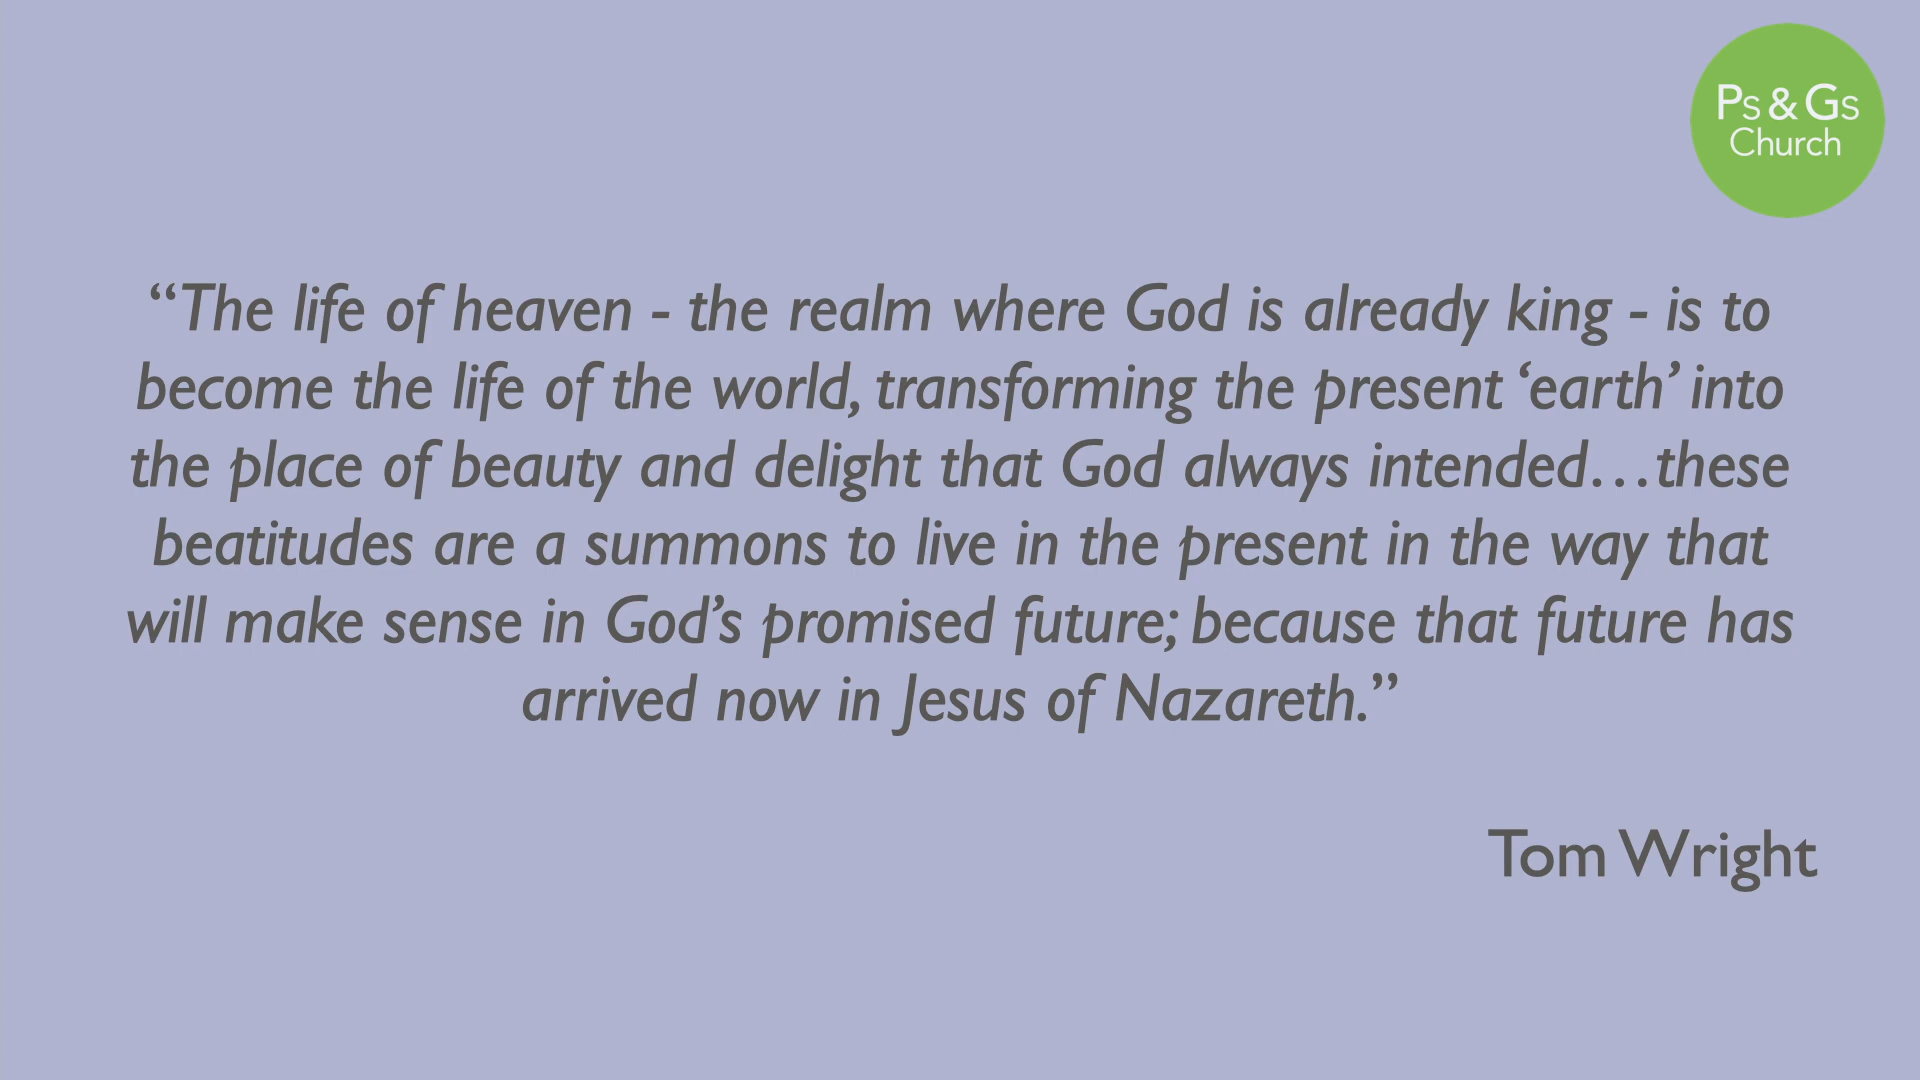 Ps & Gs
Church
“The life of heaven - the realm where God is already king - is to
become the life of the world, transforming the present ‘earth’ into
the place of beauty and delight that God always intended…these
beatitudes are a summons to live in the present in the way that
will make sense in God’s promised future; because that future has
arrived now in Jesus of Nazareth.”
Tom Wright